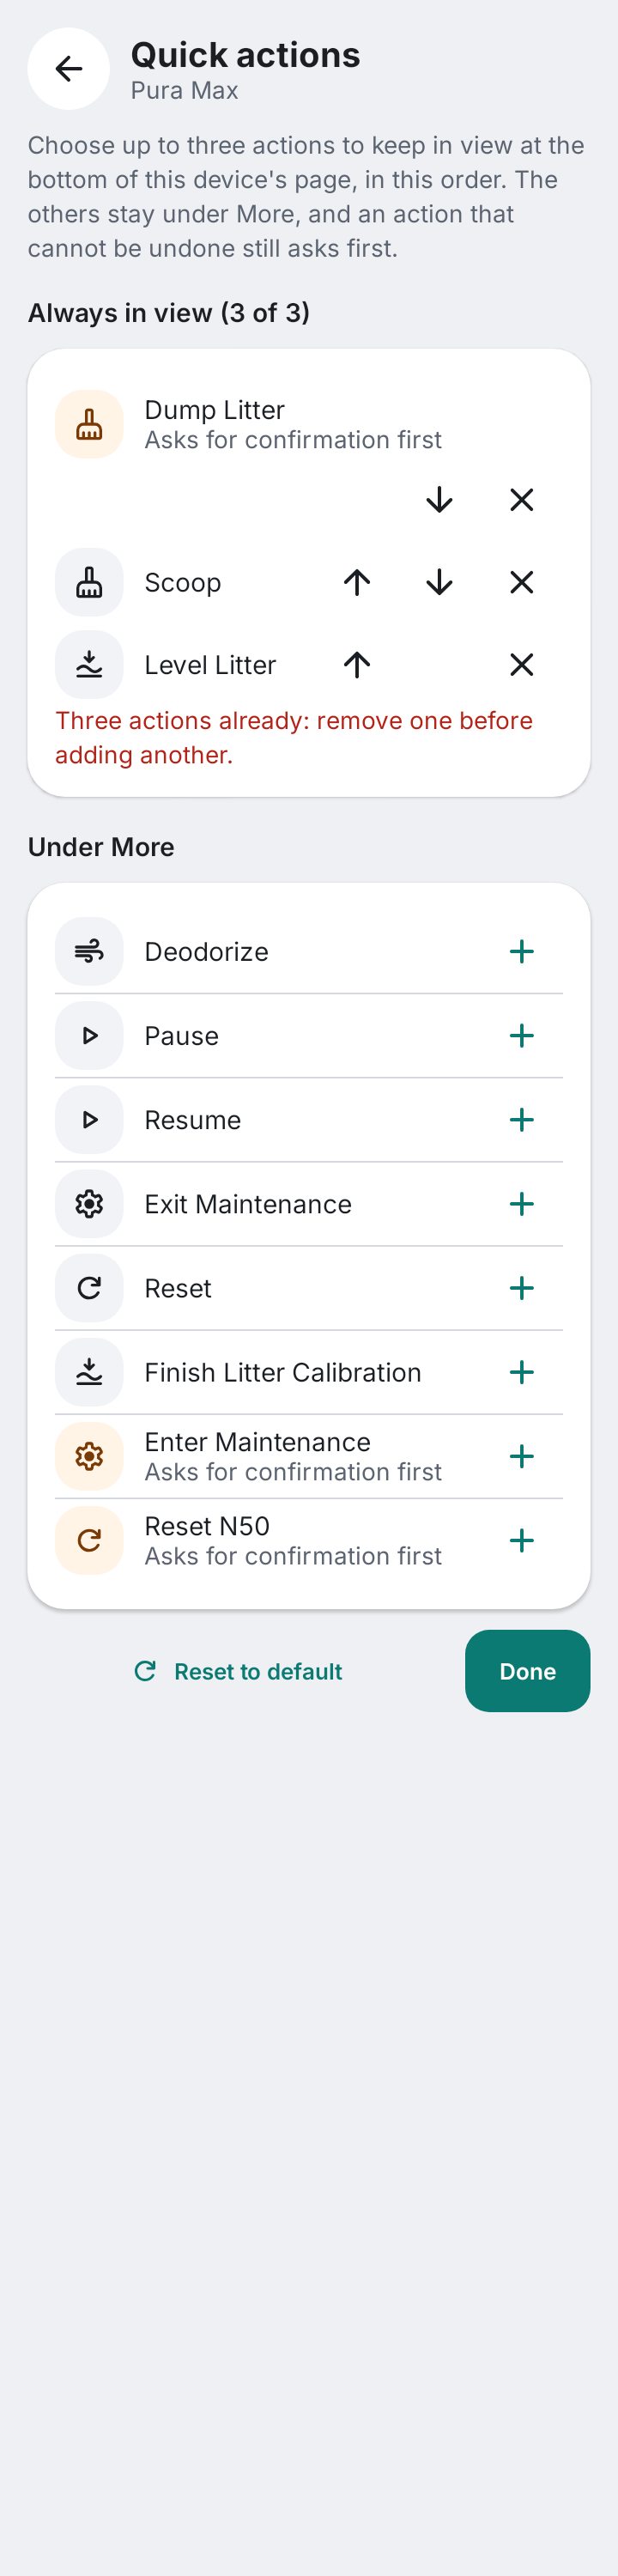 Quick actions
Pura Max
Choose up to three actions to keep in view at the
bottom of this device's page, in this order. The
others stay under More, and an action that
cannot be undone still asks first.
Always in view (3 of 3)
Dump Litter
Asks for confirmation first
Scoop
Level Litter
Three actions already: remove one before
adding another.
Under More
Deodorize
Pause
Resume
Exit Maintenance
Reset
Finish Litter Calibration
Enter Maintenance
Asks for confirmation first
Reset N50
Asks for confirmation first
Reset to default
Done